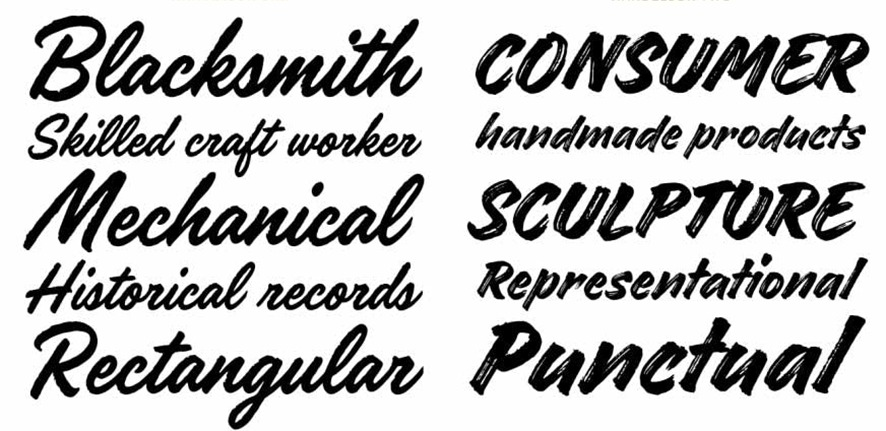 Blacksmith
Skilled craft worker
Mechanical
Historical records
Rectangular
CONSUMER
handmade products
SCULPTURE
Representational
Punctual